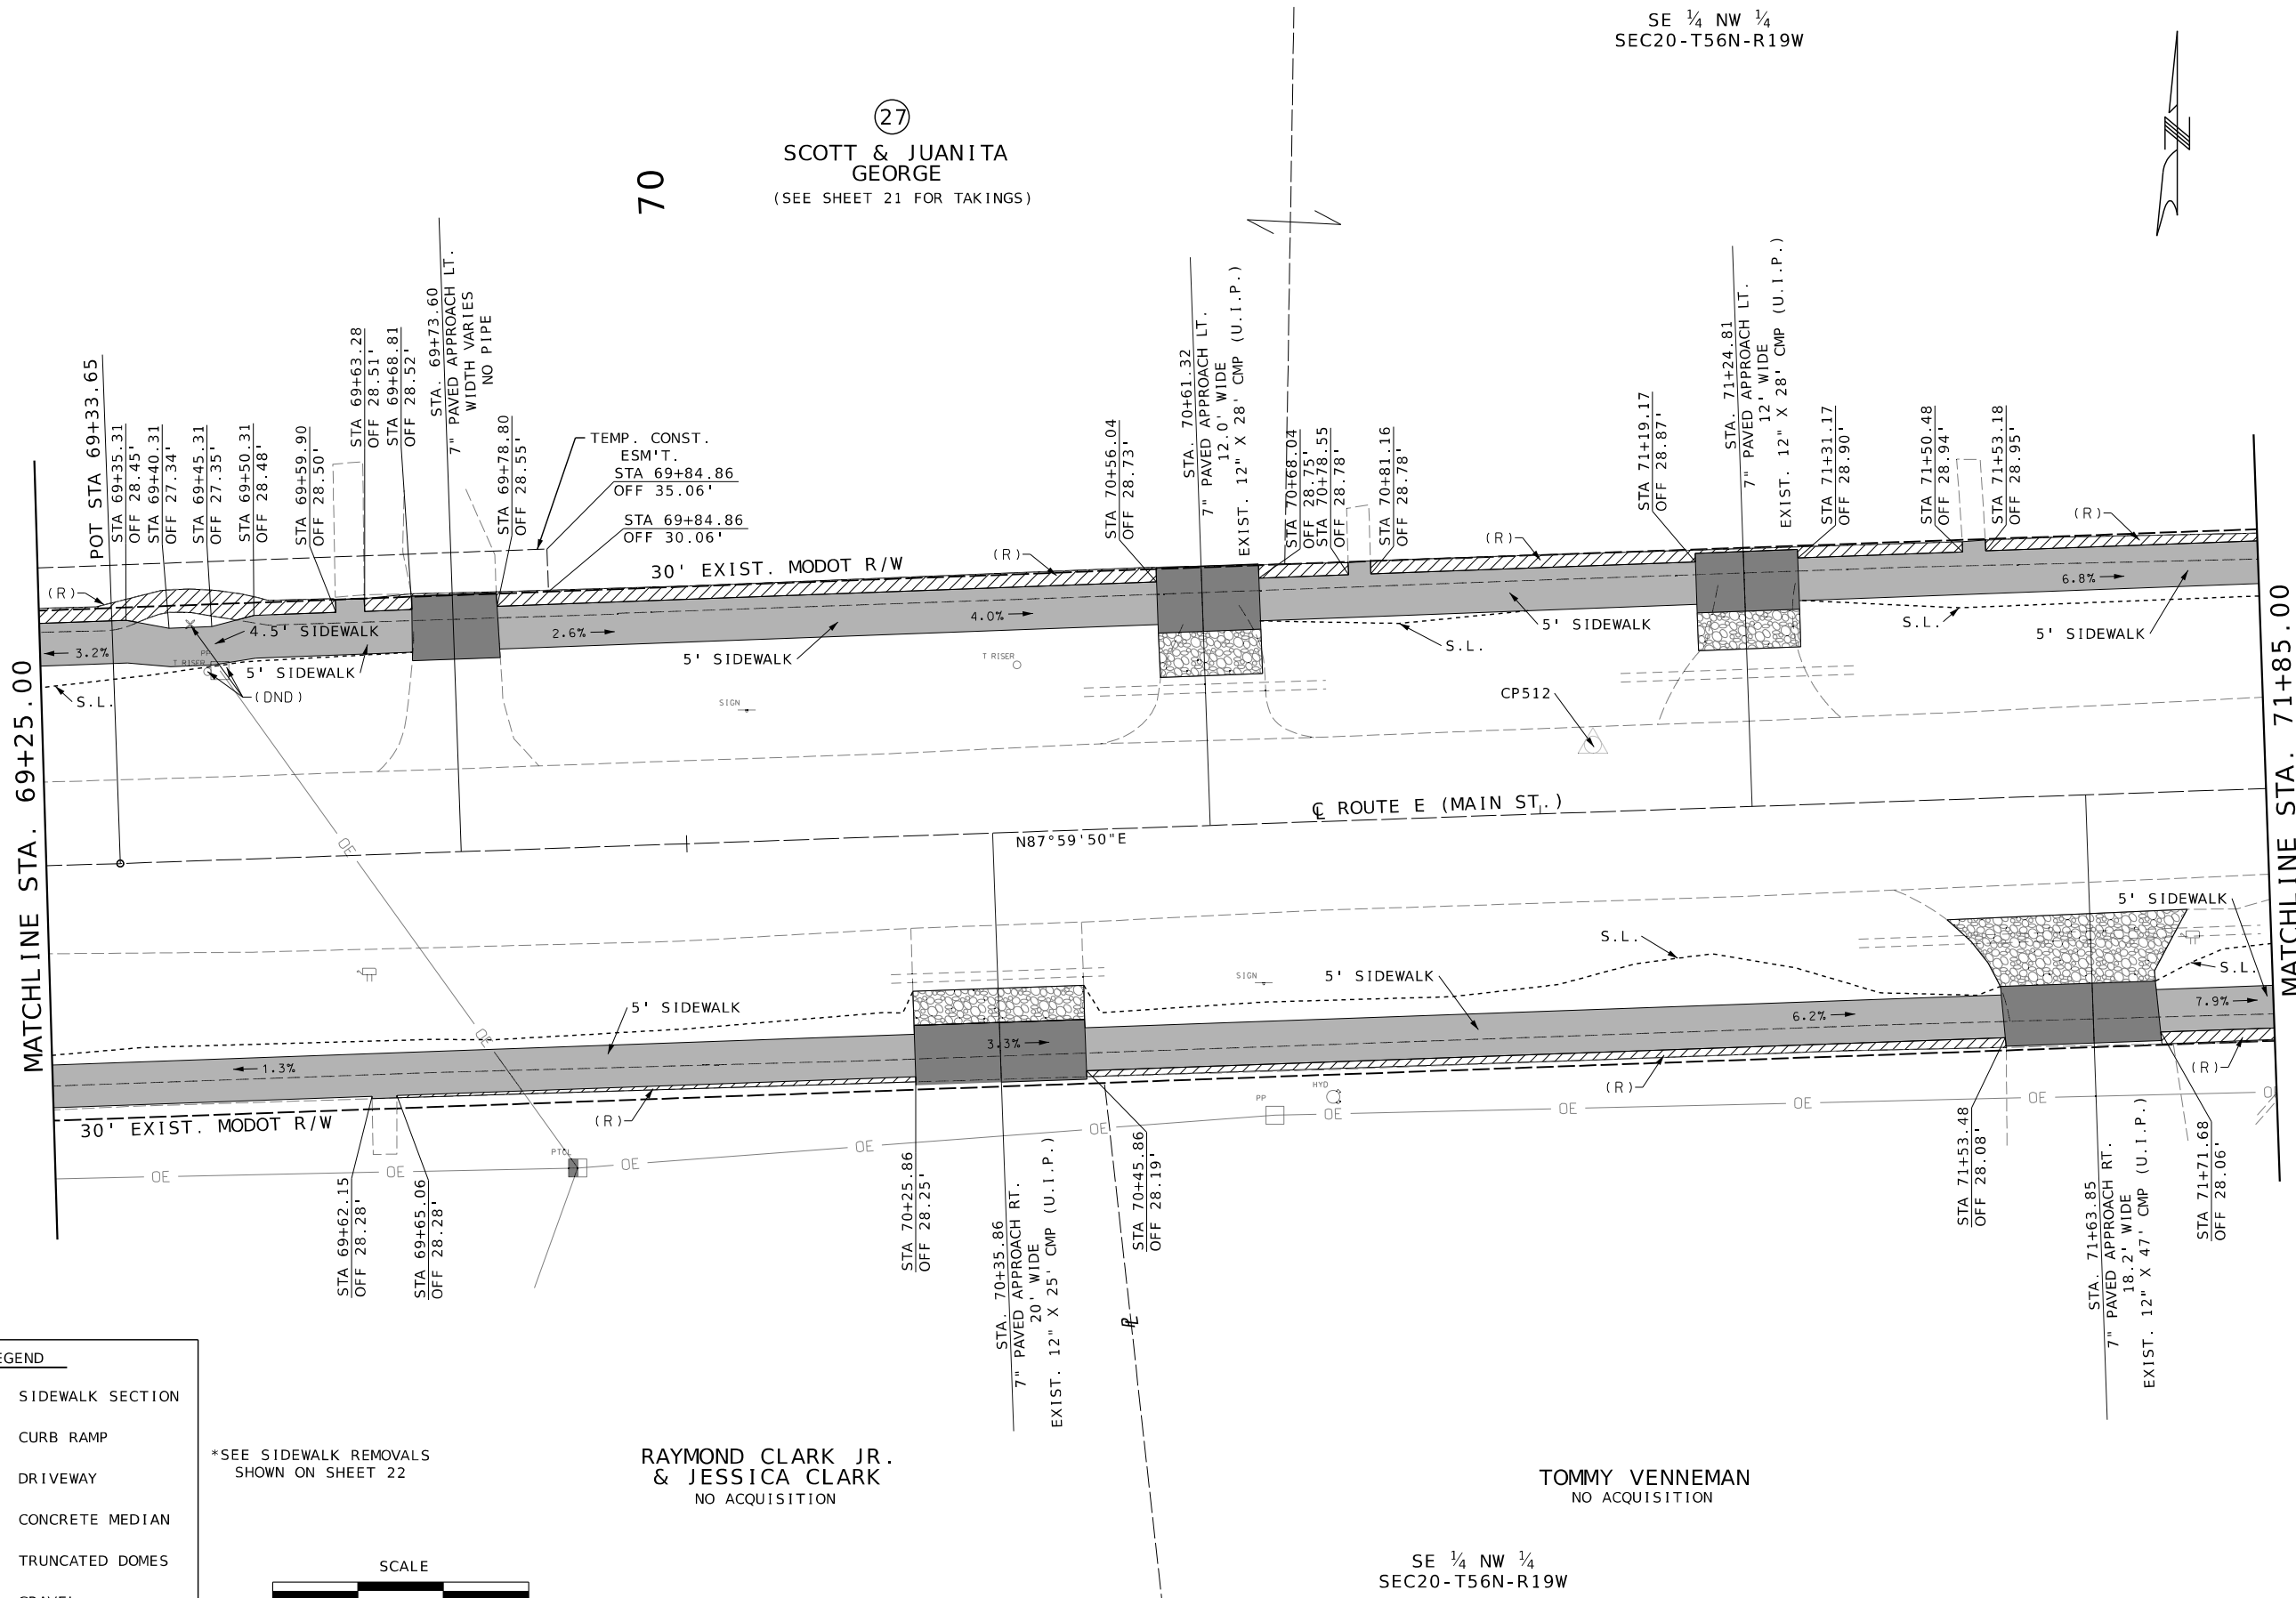 SE ¼ NW ¼
SEC20-T56N-R19W
27
SCOTT & JUANITA
GEORGE
(SEE SHEET 21 FOR TAKINGS)
70
N
POT STA 69+33.65
STA 69+35.31
OFF 28.45'
STA 69+40.31
OFF 27.34'
STA 69+45.31
OFF 27.35'
STA 69+50.31
OFF 28.48'
STA 69+59.90
OFF 28.50'
STA 69+63.28
OFF 28.51'
STA 69+68.81
OFF 28.52'
STA. 69+73.60
7" PAVED APPROACH LT.
WIDTH VARIES
NO PIPE
STA 69+78.80
OFF 28.55'
TEMP. CONST.
ESM'T.
STA 69+84.86
OFF 35.06'
STA 69+84.86
OFF 30.06'
STA 70+56.04
OFF 28.73'
STA. 70+61.32
7" PAVED APPROACH LT.
12.0' WIDE
EXIST. 12" X 28' CMP (U.I.P.)
STA 70+68.04
OFF 28.75'
STA 70+78.55
OFF 28.78'
STA 70+81.16
OFF 28.78'
STA 71+19.17
OFF 28.87'
STA. 71+24.81
7" PAVED APPROACH LT.
12' WIDE
EXIST. 12" X 28' CMP (U.I.P.)
STA 71+31.17
OFF 28.90'
STA 71+50.48
OFF 28.94'
STA 71+53.18
OFF 28.95'
(R)
(R)
(R)
(R)
30' EXIST. MODOT R/W
4.5' SIDEWALK
3.2%
2.6%
4.0%
6.8%
PP
T RISER
5' SIDEWALK
(DND)
S.L.
5' SIDEWALK
T RISER
SIGN
S.L.
5' SIDEWALK
S.L.
5' SIDEWALK
CP512
MATCHLINE STA. 69+25.00
MATCHLINE STA. 71+85.00
℄ ROUTE E (MAIN ST.)
N87°59'50"E
OE
OE
5' SIDEWALK
SIGN
5' SIDEWALK
S.L.
5' SIDEWALK
S.L.
1.3%
3.3%
6.2%
7.9%
30' EXIST. MODOT R/W
(R)
(R)
(R)
HYD
PP
PTCL
OE
OE
OE
OE
OE
OE
OE
OE
OE
STA 69+62.15
OFF 28.28'
STA 69+65.06
OFF 28.28'
STA 70+25.86
OFF 28.25'
STA. 70+35.86
7" PAVED APPROACH RT.
20' WIDE
EXIST. 12" X 25' CMP (U.I.P.)
STA 70+45.86
OFF 28.19'
℄
STA 71+53.48
OFF 28.08'
STA. 71+63.85
7" PAVED APPROACH RT.
18.2' WIDE
EXIST. 12" X 47' CMP (U.I.P.)
STA 71+71.68
OFF 28.06'
EGEND
SIDEWALK SECTION
CURB RAMP
DRIVEWAY
CONCRETE MEDIAN
TRUNCATED DOMES
*SEE SIDEWALK REMOVALS
SHOWN ON SHEET 22
SCALE
RAYMOND CLARK JR.
& JESSICA CLARK
NO ACQUISITION
TOMMY VENNEMAN
NO ACQUISITION
SE ¼ NW ¼
SEC20-T56N-R19W